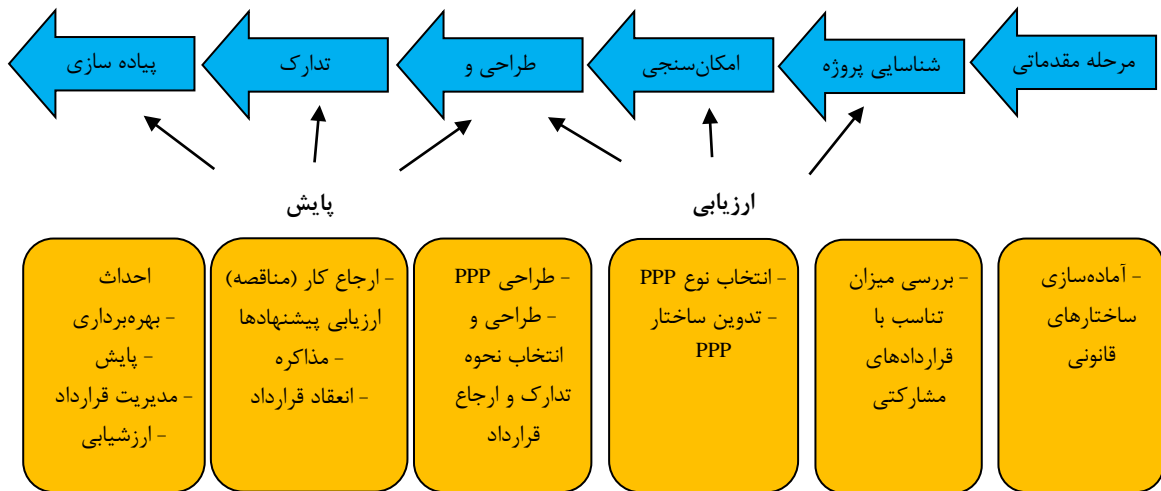 مرحله مقدماتی
شناسایی پروژه
امکان‌سنجی
طراحی و
تدارک
پیاده سازی
ارزیابی
پایش
- آماده‌سازی
ساختارهای
قانونی
- بررسی میزان
تناسب با
قراردادهای
مشارکتی
- انتخاب نوع PPP
- تدوین ساختار
PPP
- طراحی PPP
- طراحی و
انتخاب نحوه
تدارک و ارجاع
قرارداد
- ارجاع کار (مناقصه)
ارزیابی پیشنهادها
- مذاکره
- انعقاد قرارداد
احداث
- بهره‌برداری
- پایش
- مدیریت قرارداد
- ارزشیابی